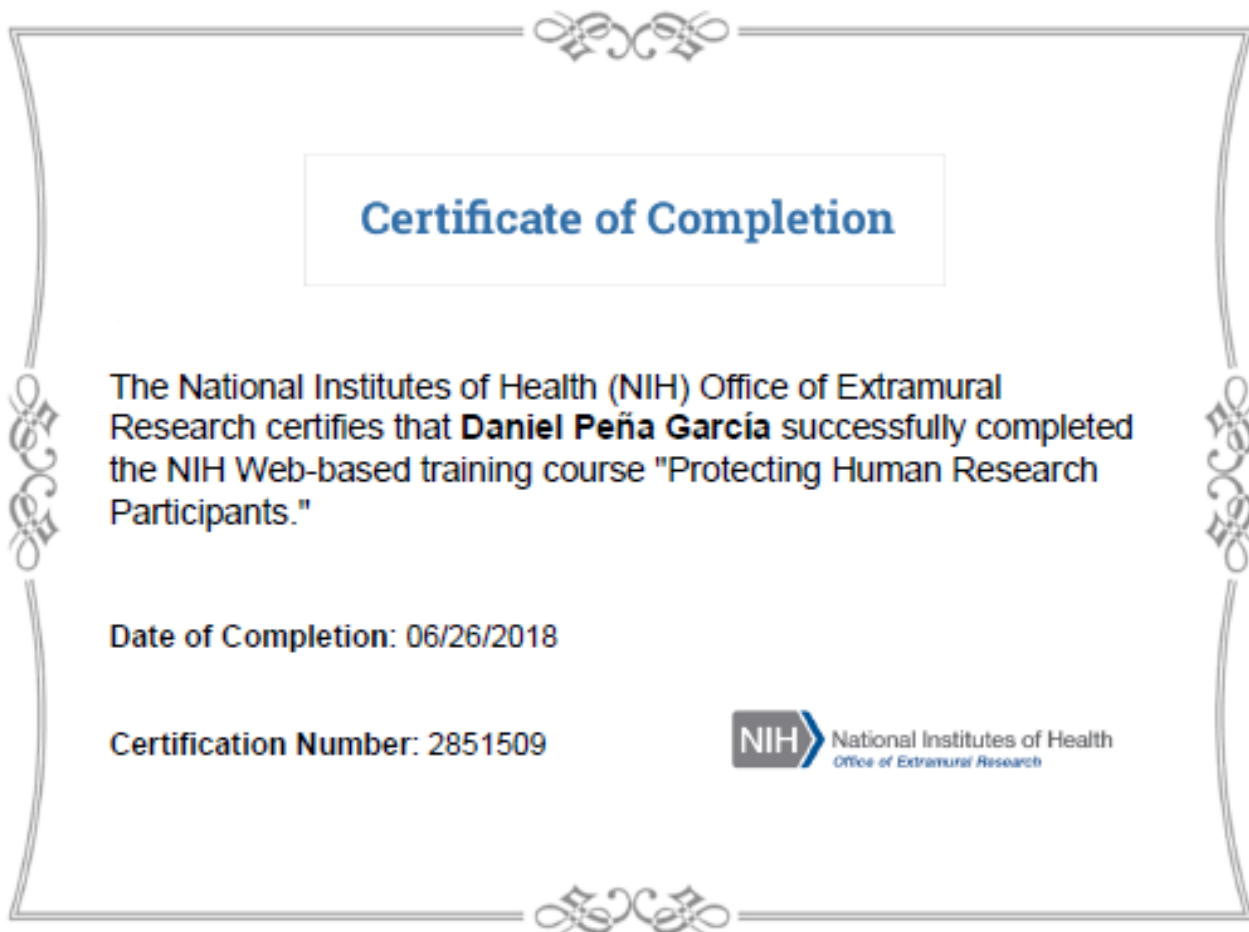 Certificate of Completion
The National Institutes of Health (NIH) Office of Extramural
Research certifies that Daniel Peña García successfully completed
the NIH Web-based training course "Protecting Human Research
Participants."
Date of Completion: 06/26/2018
Certification Number: 2851509
NIH National Institutes of Health
Office of Extramural Research